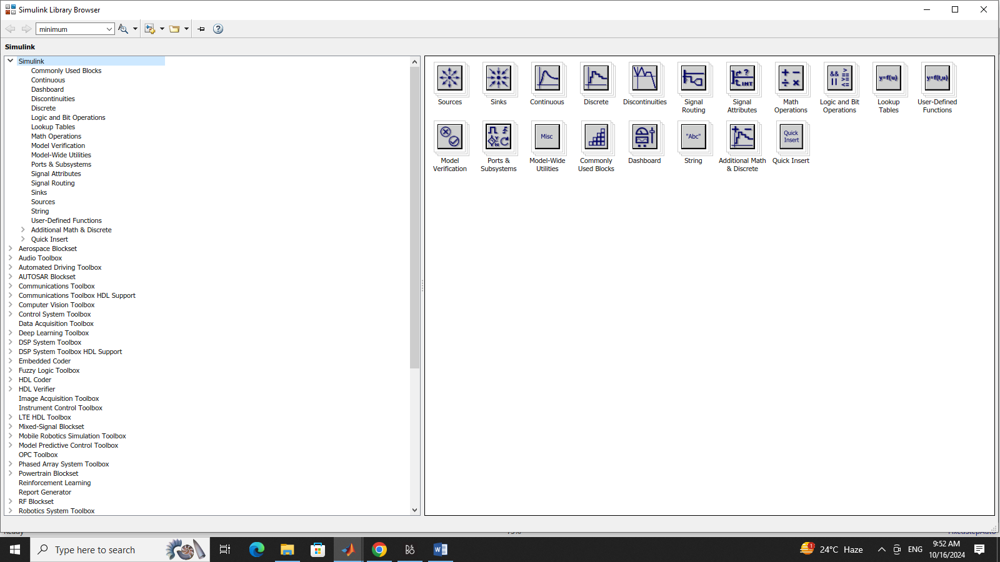 Simulink Library Browser
minimum
Simulink
Simulink
Commonly Used Blocks
Continuous
Dashboard
Discontinuities
Discrete
Logic and Bit Operations
Lookup Tables
Math Operations
Model Verification
Model-Wide Utilities
Ports & Subsystems
Signal Attributes
Signal Routing
Sinks
Sources
String
User-Defined Functions
Additional Math & Discrete
Quick Insert
Aerospace Blockset
Audio Toolbox
Automated Driving Toolbox
AUTOSAR Blockset
Communications Toolbox
Communications Toolbox HDL Support
Computer Vision Toolbox
Control System Toolbox
Data Acquisition Toolbox
Deep Learning Toolbox
DSP System Toolbox
DSP System Toolbox HDL Support
Embedded Coder
Fuzzy Logic Toolbox
HDL Coder
HDL Verifier
Image Acquisition Toolbox
Instrument Control Toolbox
LTE HDL Toolbox
Mixed-Signal Blockset
Mobile Robotics Simulation Toolbox
Model Predictive Control Toolbox
OPC Toolbox
Phased Array System Toolbox
Powertrain Blockset
Reinforcement Learning
Report Generator
RF Blockset
Robotics System Toolbox
Sources
Sinks
Continuous
Discrete
Discontinuities
Signal
Routing
t: INT
Signal
Attributes
Math
Operations
&& ||
Logic and Bit
Operations
y=f(u)
Lookup
Tables
y=f(t,u)
User-Defined
Functions
Model
Verification
Ports &
Subsystems
Misc
Model-Wide
Utilities
Commonly
Used Blocks
Dashboard
"Abc"
String
Additional Math
& Discrete
Quick
Insert
Quick Insert
Ready
75%
FixedStepAuto
Type here to search
1
24°C Haze
ENG
9:52 AM
10/16/2024